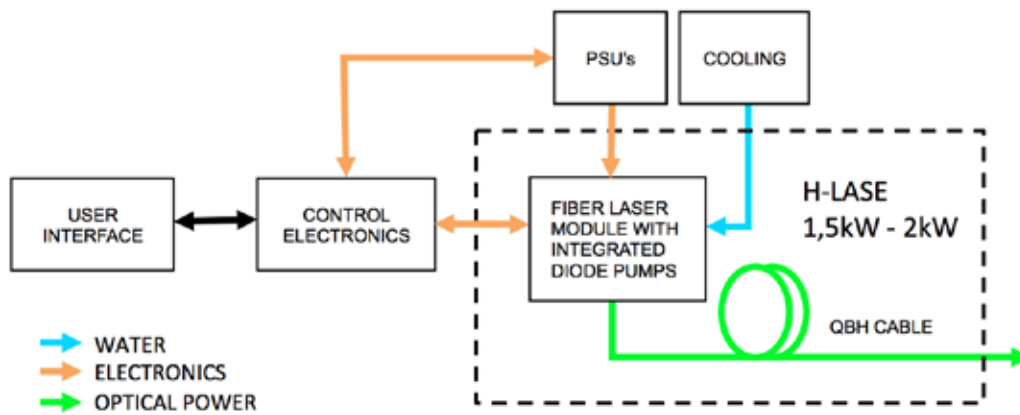 PSU's
COOLING
USER
INTERFACE
CONTROL
ELECTRONICS
FIBER LASER
MODULE WITH
INTEGRATED
DIODE PUMPS
H-LASE
1,5kW - 2kW
QBH CABLE
WATER
ELECTRONICS
OPTICAL POWER